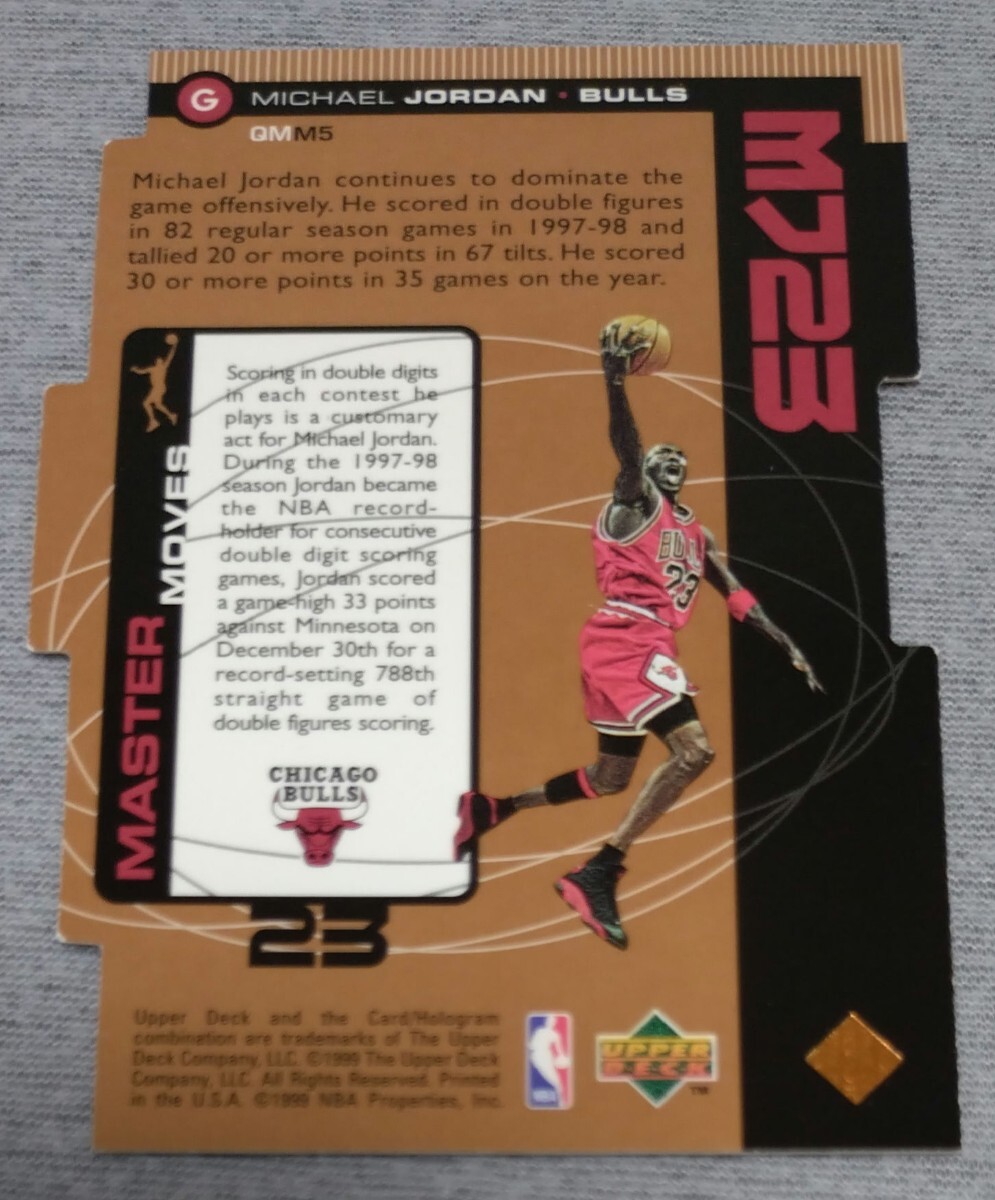 G MICHAEL JORDAN · BULLS
QMM5
MJ23
Michael Jordan continues to dominate the
game offensively. He scored in double figures
in 82 regular season games in 1997-98 and
tallied 20 or more points in 67 tilts. He scored
30 or more points in 35 games on the year.
MASTER MOVES
Scoring in double digits
in each contest he
plays is a customary
act for Michael Jordan.
During the 1997-98
season Jordan became
the NBA record-
holder for consecutive
double digit scoring
games, Jordan scored
a game-high 33 points
against Minnesota on
December 30th for a
record-setting 788th
straight game of
double figures scoring.
CHICAGO
BULLS
BULLS
23
23
Upper Deck and the Card/Hologram
combination are trademarks of The Upper
Deck Company, LLC. ©1999 The Upper Deck
Company, LLC. All Rights Reserved. Printed
in the U.S.A. ©1999 NBA Properties, Inc.
NBA
UPPER
DECK
TM